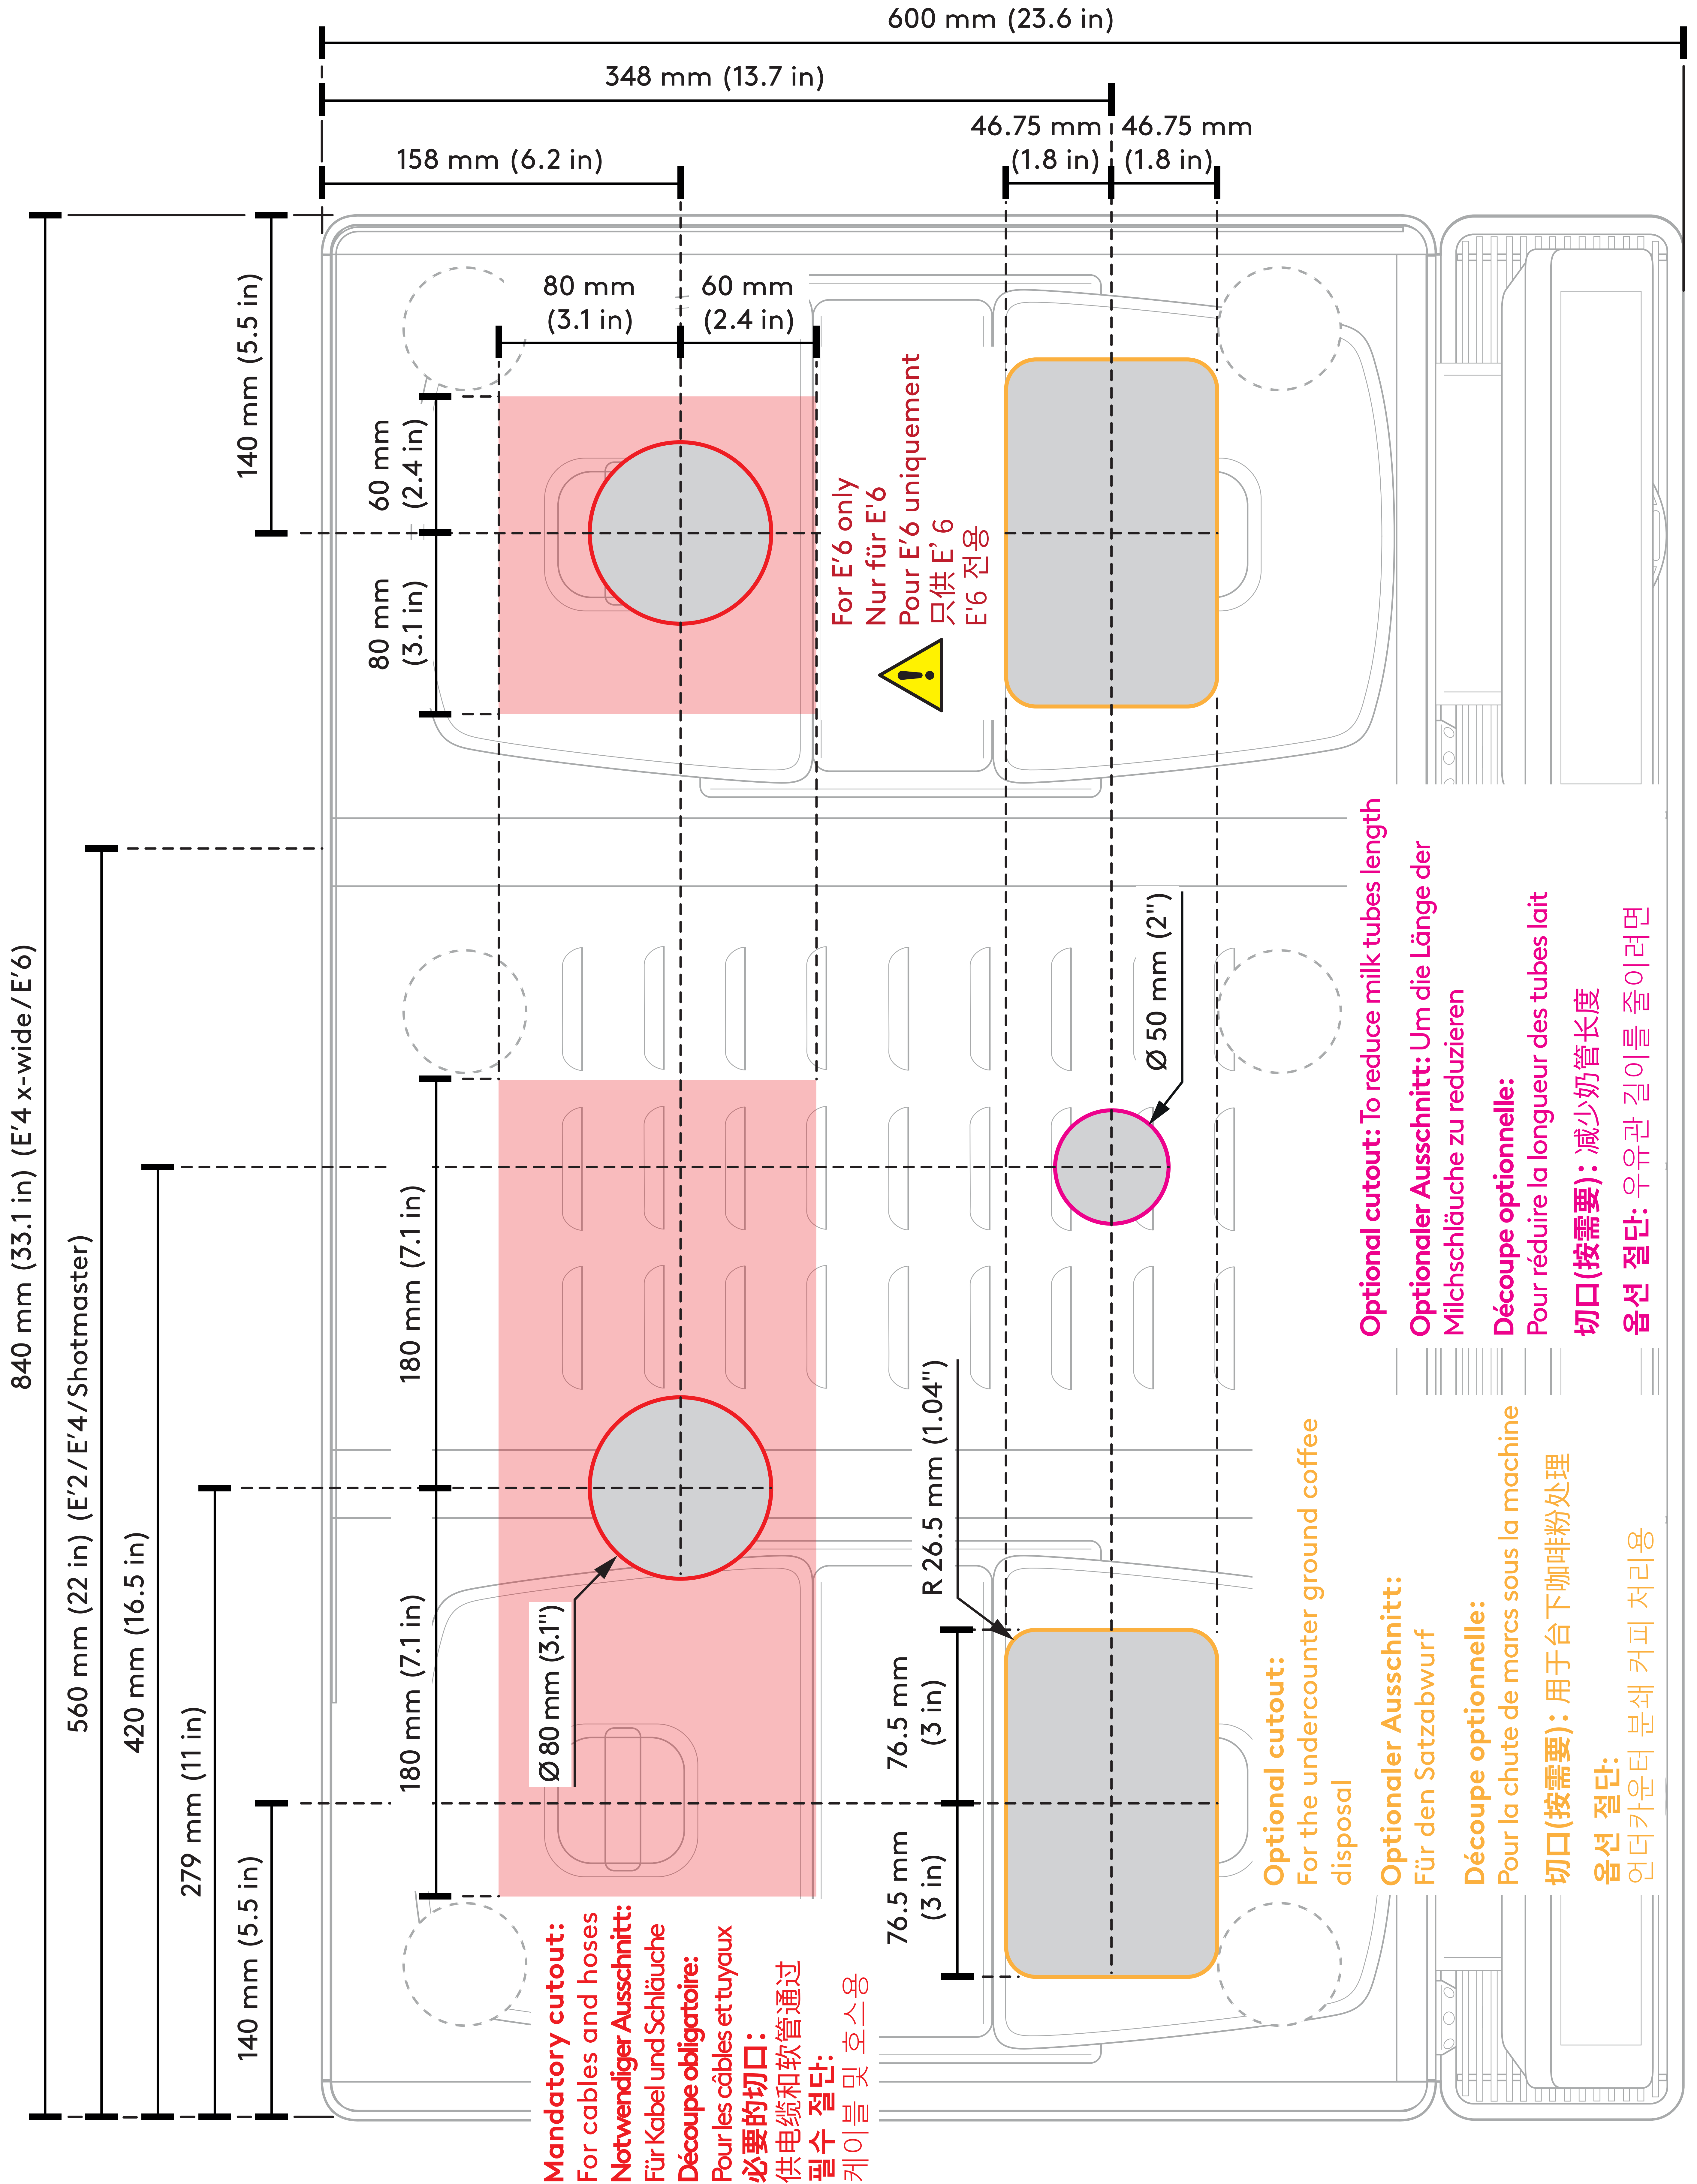 600 mm (23.6 in)
348 mm (13.7 in)
46.75 mm
(1.8 in)
46.75 mm
(1.8 in)
158 mm (6.2 in)
80 mm
(3.1 in)
60 mm
(2.4 in)
840 mm (33.1 in) (E'4 x-wide/E'6)
560 mm (22 in) (E'2/E'4/Shotmaster)
420 mm (16.5 in)
279 mm (11 in)
140 mm (5.5 in)
140 mm (5.5 in)
60 mm
(2.4 in)
80 mm
(3.1 in)
180 mm (7.1 in)
180 mm (7.1 in)
For E'6 only
Nur für E'6
Pour E'6 uniquement
只供 E' 6
E'6 전용
Ø 50 mm (2")
Ø 80 mm (3.1")
R 26.5 mm (1.04")
76.5 mm
(3 in)
76.5 mm
(3 in)
Mandatory cutout:
For cables and hoses
Notwendiger Ausschnitt:
Für Kabel und Schläuche
Découpe obligatoire:
Pour les câbles et tuyaux
必要的切口:
供电缆和软管通过
필수 절단:
케이블 및 호스용
Optional cutout:
For the undercounter ground coffee
disposal
Optionaler Ausschnitt:
Für den Satzabwurf
Découpe optionnelle:
Pour la chute de marcs sous la machine
切口(按需要): 用于台下咖啡粉处理
옵션 절단:
언더카운터 분쇄 커피 처리용
Optional cutout: To reduce milk tubes length
Optionaler Ausschnitt: Um die Länge der
Milchschläuche zu reduzieren
Découpe optionnelle:
Pour réduire la longueur des tubes lait
切口(按需要): 减少奶管长度
옵션 절단: 우유관 길이를 줄이려면